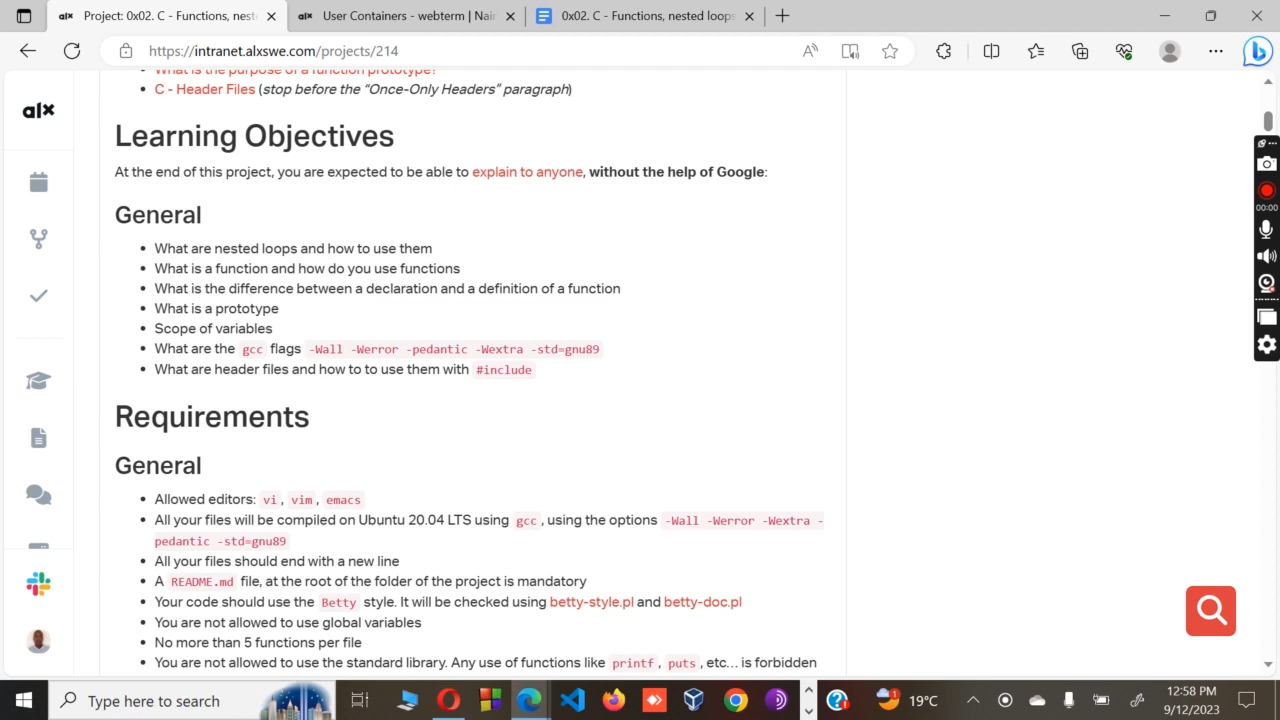 Project: 0x02. C - Functions, nest
User Containers - webterm | Nair
0x02. C - Functions, nested loops
https://intranet.alxswe.com/projects/214
What is the purpose of a function prototype?
C - Header Files (stop before the “Once-Only Headers” paragraph)
alx
Learning Objectives
At the end of this project, you are expected to be able to explain to anyone, without the help of Google:
General
What are nested loops and how to use them
What is a function and how do you use functions
What is the difference between a declaration and a definition of a function
What is a prototype
Scope of variables
What are the gcc flags -Wall -Werror -pedantic -Wextra -std=gnu89
What are header files and how to to use them with #include
Requirements
General
Allowed editors: vi, vim, emacs
All your files will be compiled on Ubuntu 20.04 LTS using gcc, using the options -Wall -Werror -Wextra -
pedantic -std=gnu89
All your files should end with a new line
A README.md file, at the root of the folder of the project is mandatory
Your code should use the Betty style. It will be checked using betty-style.pl and betty-doc.pl
You are not allowed to use global variables
No more than 5 functions per file
You are not allowed to use the standard library. Any use of functions like printf, puts, etc… is forbidden
00:00
Type here to search
19°C
12:58 PM
9/12/2023